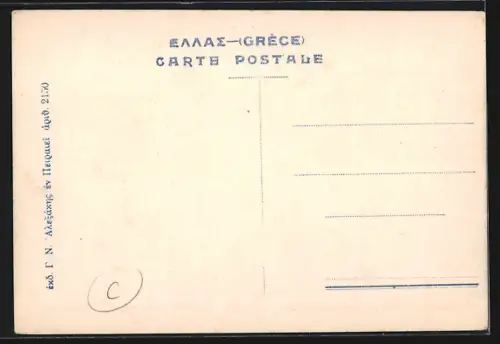 ΕΛΛΑΣ—(GRÈCE)
CARTE POSTALE
ἐκδ. Γ Ν. Ἀλεξάκης ἐν Πειραιεῖ ἀριθ. 2150
C